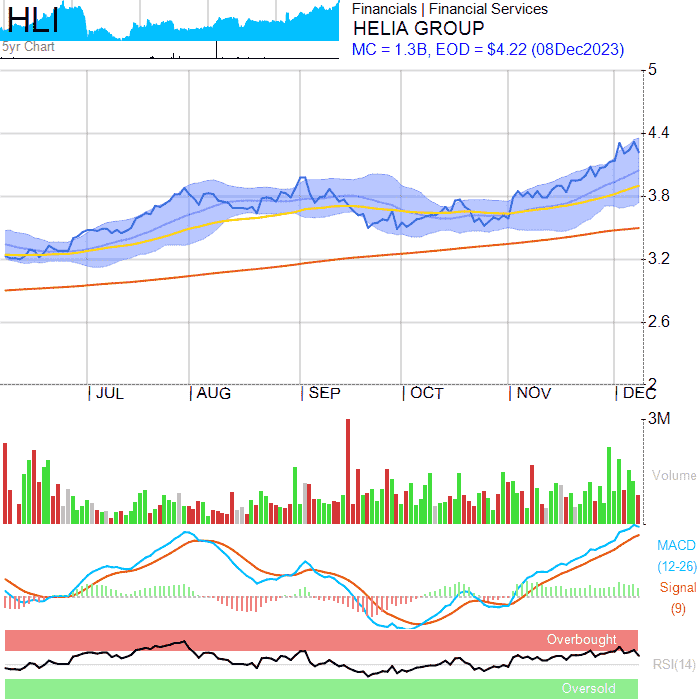 HLI
5yr Chart
Financials | Financial Services
HELIA GROUP
MC = 1.3B, EOD = $4.22 (08Dec2023)
5
4.4
3.8
3.2
2.6
2
| JUL | AUG | SEP | OCT | NOV | DEC
3M
Volume
MACD
(12-26)
Signal
(9)
Overbought
RSI(14)
Oversold